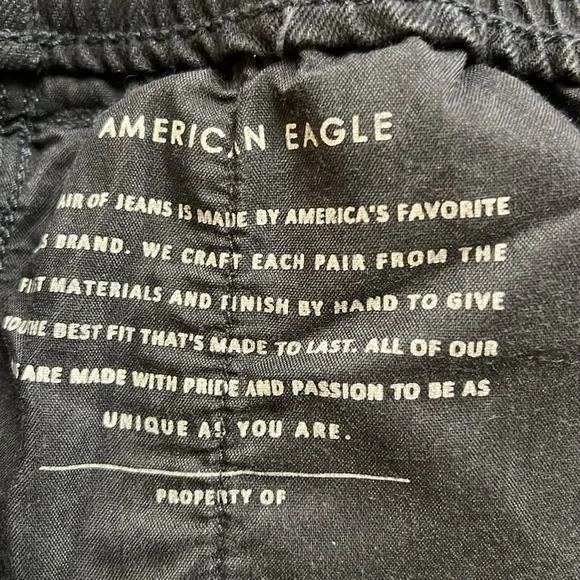 AMERICAN EAGLE
AIR OF JEANS IS MADE BY AMERICA'S FAVORITE
S BRAND. WE CRAFT EACH PAIR FROM THE
MATERIALS AND FINISH BY HAND TO GIVE
THE BEST FIT THAT'S MADE TO LAST. ALL OF OUR
ARE MADE WITH PRIDE AND PASSION TO BE AS
UNIQUE AS YOU ARE.
PROPERTY OF